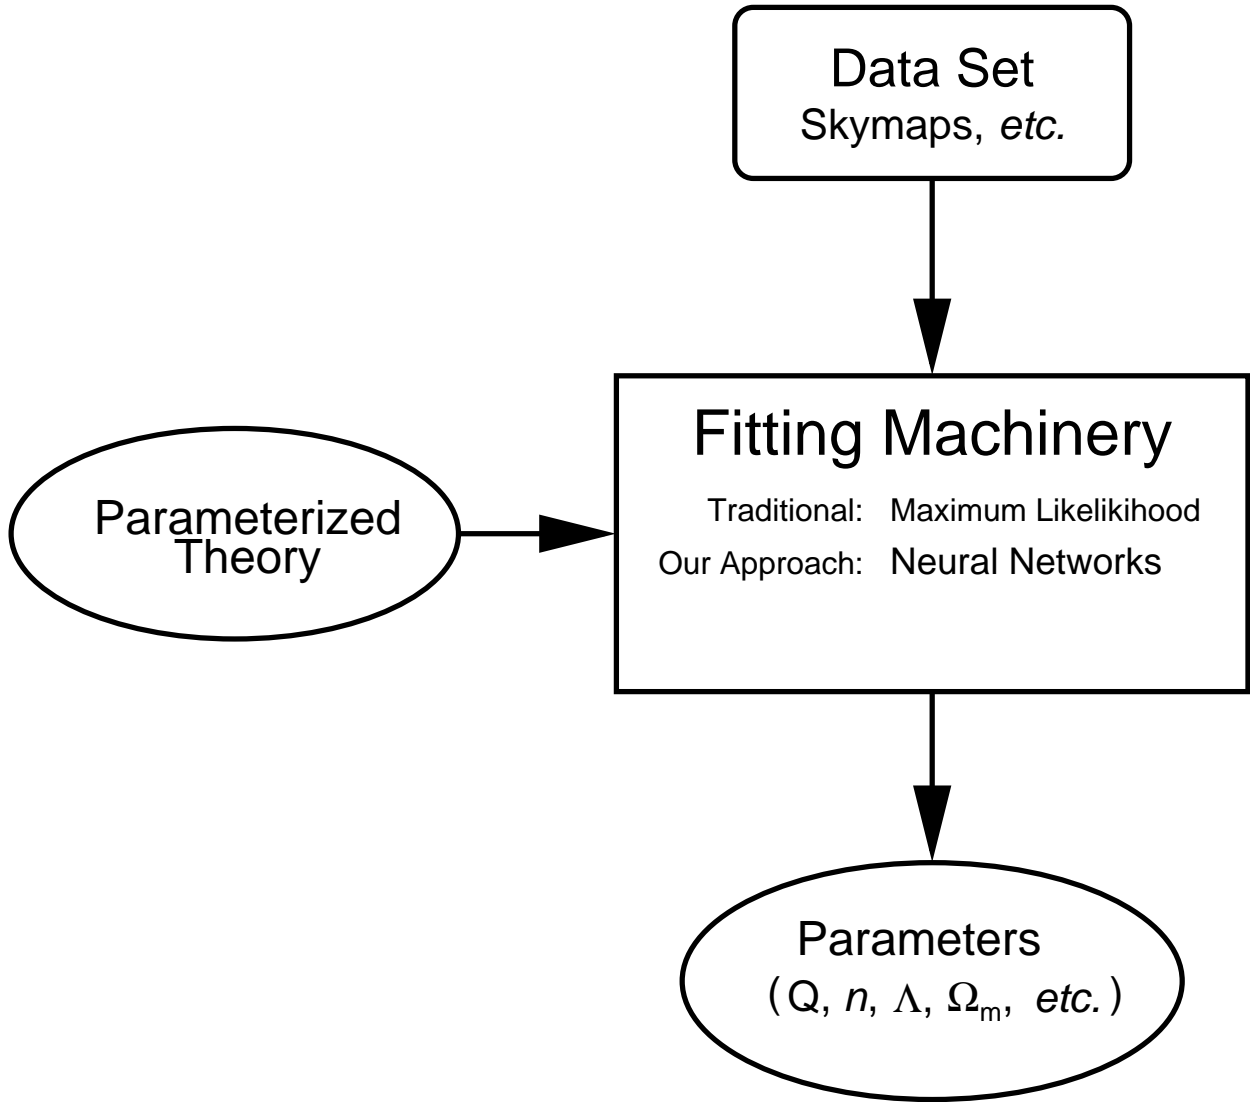 Data Set
Skymaps, etc.
Fitting Machinery
Traditional: Maximum Likelikihood
Our Approach: Neural Networks
Parameterized
Theory
Parameters
(Q, n, Λ, Ωₘ, etc.)